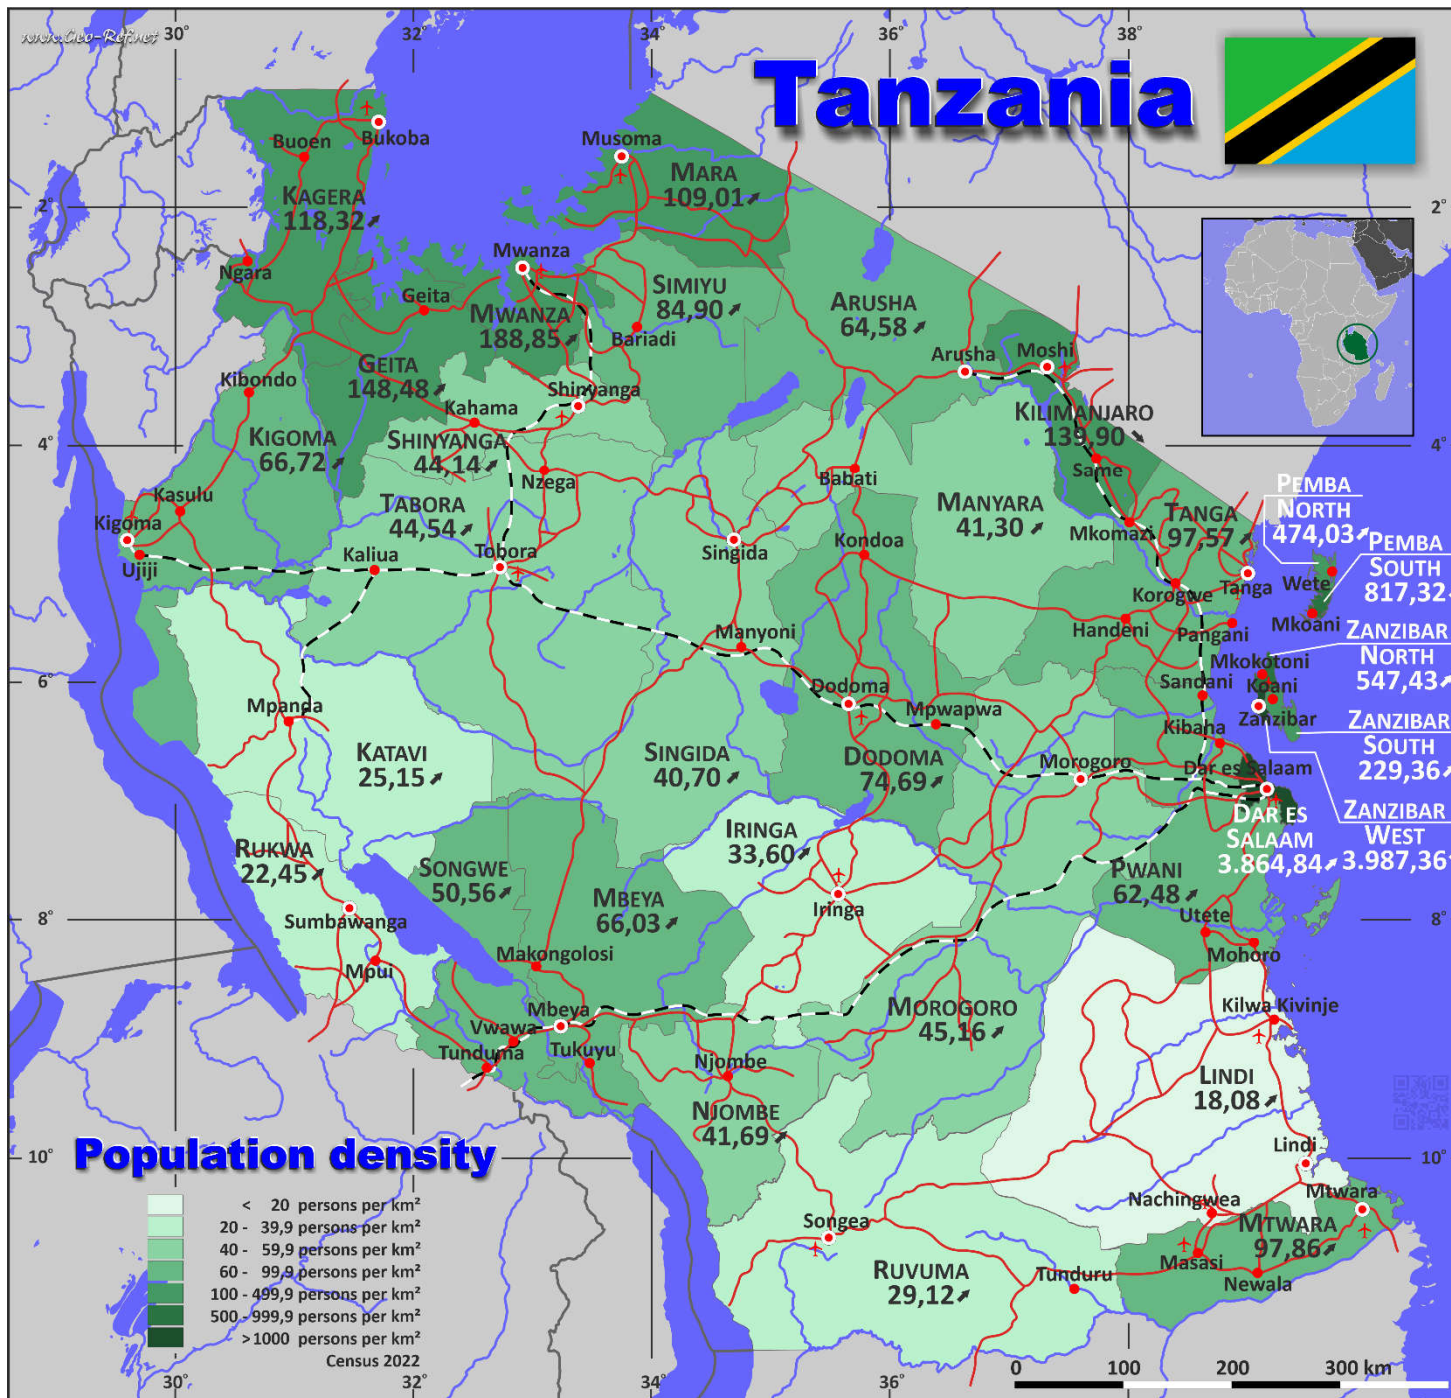 www.Geo-Ref.net
30°
32°
34°
36°
38°
Tanzania
Bukoba
Buoen
Musoma
MARA
109,01
KAGERA
118,32
2°
2°
Ngara
Mwanza
Geita
MWANZA
188,85
SIMIYU
84,90
Bariadi
ARUSHA
64,58
Arusha
Moshi
GEITA
148,48
Kibondo
Shinyanga
Kahama
KILIMANJARO
139,90
4°
4°
KIGOMA
66,72
SHINYANGA
44,14
Same
Nzega
Babati
Kasulu
TABORA
44,54
MANYARA
41,30
Kigoma
Ujiji
Kaliua
Tobora
Singida
Kondoa
Mkomazi
TANGA
97,57
PEMBA
NORTH
474,03
PEMBA
SOUTH
817,32
Wete
Mkoani
Korogwe
Tanga
Handeni
Pangani
Manyoni
ZANZIBAR
NORTH
547,43
Mkokotoni
Koani
Zanzibar
6°
6°
Sandani
Dodoma
Mpwapwa
Mpanda
KATAVI
25,15
SINGIDA
40,70
DODOMA
74,69
Kibaha
Morogoro
Dar es Salaam
ZANZIBAR
SOUTH
229,36
DAR ES
SALAAM
3.864,84
ZANZIBAR
WEST
3.987,36
RUKWA
22,45
SONGWE
50,56
IRINGA
33,60
MBEYA
66,03
PWANI
62,48
Sumbawanga
Iringa
Utete
8°
8°
Mpui
Makongolosi
Mohoro
Mbeya
Vwawa
Tunduma
Tukuyu
MOROGORO
45,16
Kilwa Kivinje
Njombe
LINDI
18,08
NJOMBE
41,69
Lindi
10°
10°
Population density
< 20 persons per km²
20 - 39,9 persons per km²
40 - 59,9 persons per km²
60 - 99,9 persons per km²
100 - 499,9 persons per km²
500 - 999,9 persons per km²
>1000 persons per km²
Census 2022
Songea
RUVUMA
29,12
Nachingwea
Mtwara
MTWARA
97,86
Masasi
Newala
Tunduru
0 100 200 300 km
30°
32°
34°
36°